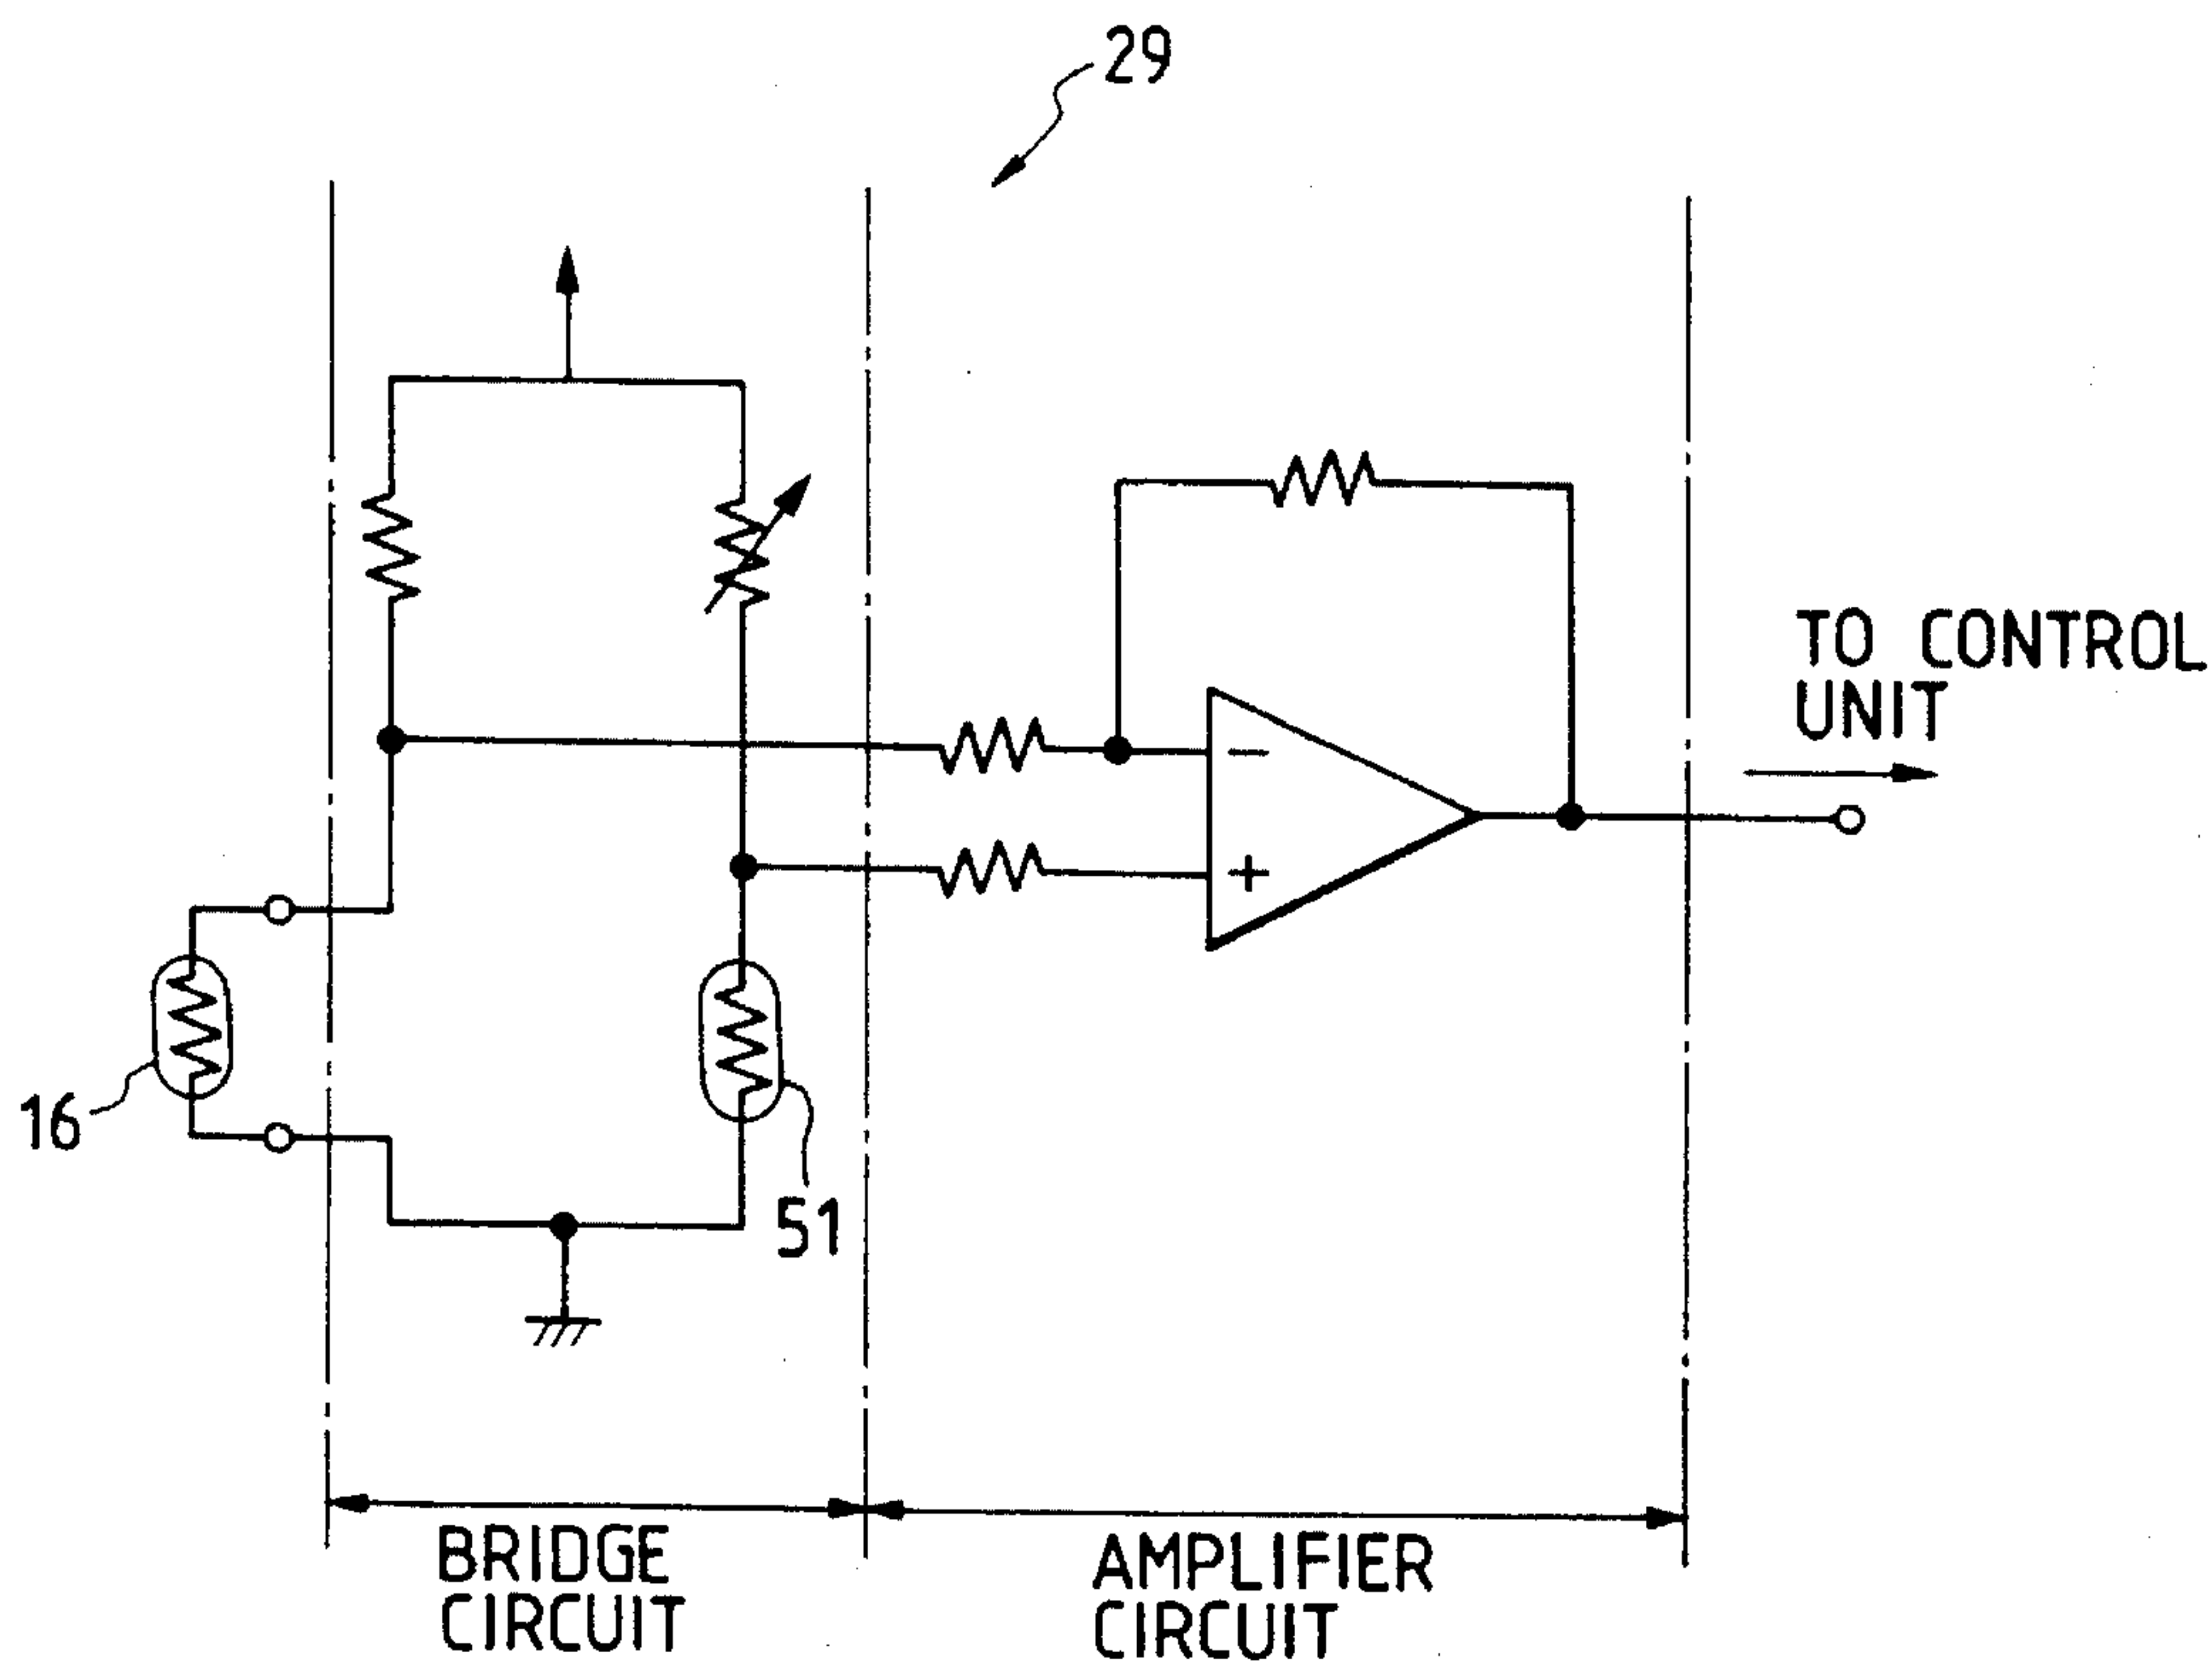 29
TO CONTROL
UNIT
−
+
16
51
BRIDGE
CIRCUIT
AMPLIFIER
CIRCUIT